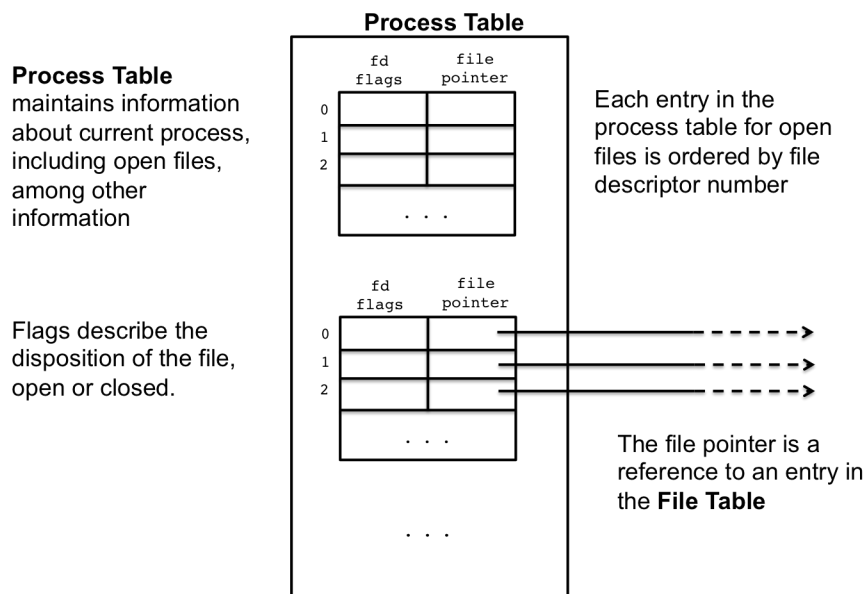 Process Table
Process Table
maintains information
about current process,
including open files,
among other
information
fd
flags
file
pointer
0
1
2
. . .
Each entry in the
process table for open
files is ordered by file
descriptor number
Flags describe the
disposition of the file,
open or closed.
fd
flags
file
pointer
0
1
2
. . .
The file pointer is a
reference to an entry in
the File Table
. . .